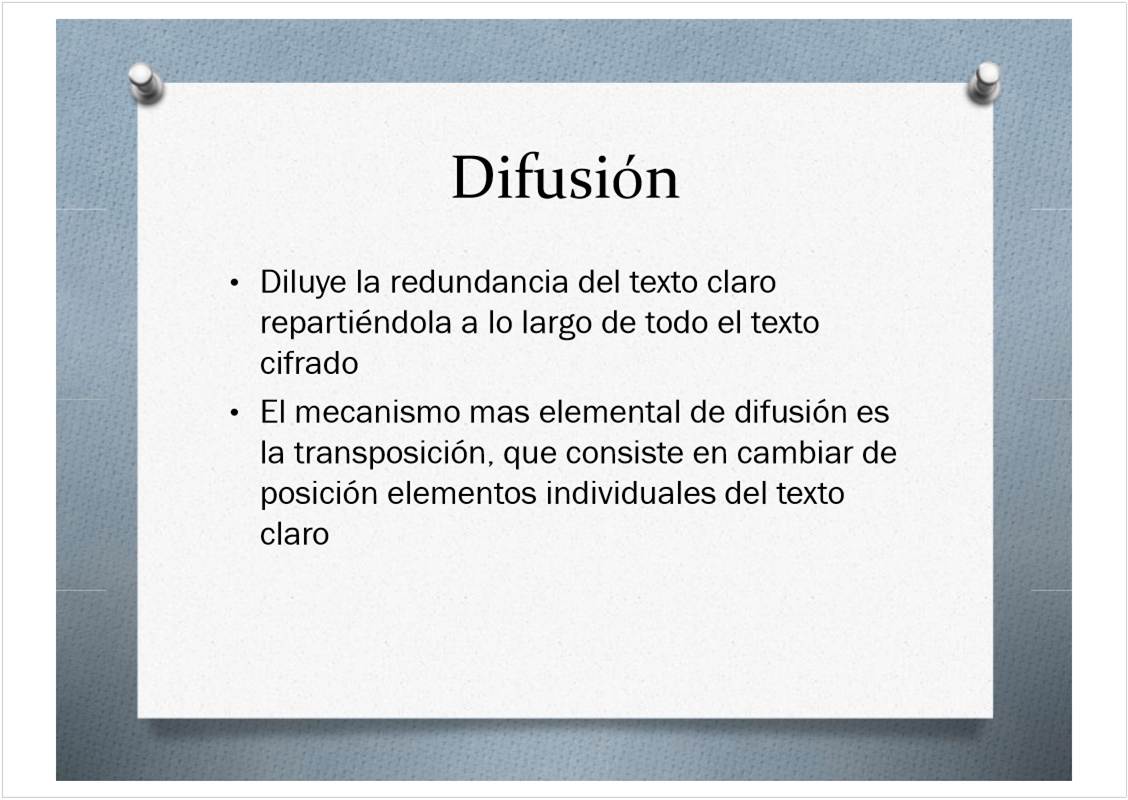 Difusión
• Diluye la redundancia del texto claro
repartiéndola a lo largo de todo el texto
cifrado
• El mecanismo mas elemental de difusión es
la transposición, que consiste en cambiar de
posición elementos individuales del texto
claro